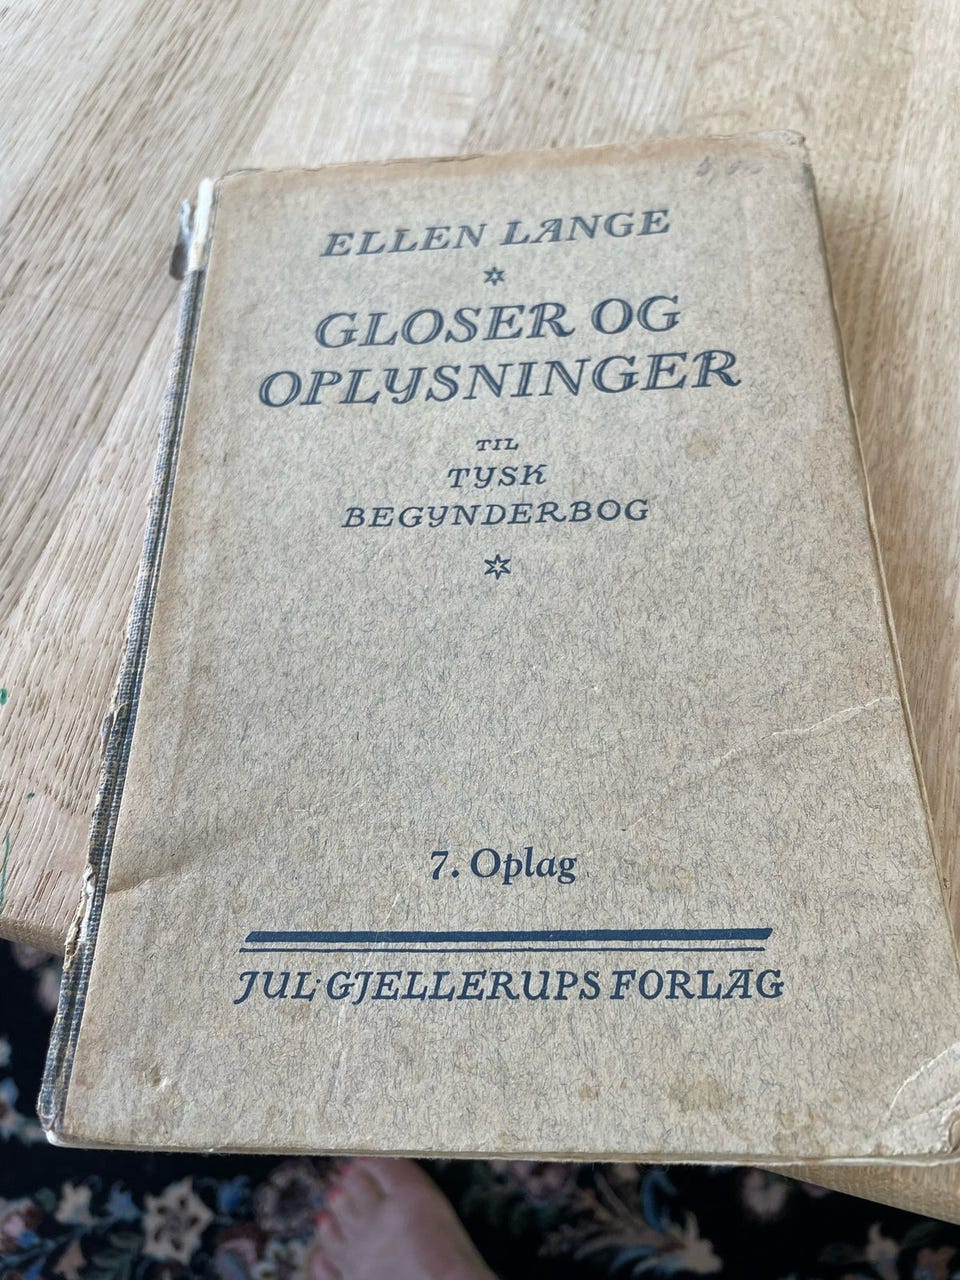 ELLEN LANGE
GLOSER OG
OPLYSNINGER
TIL
TYSK
BEGYNDERBOG
7. Oplag
JUL. GJELLERUPS FORLAG